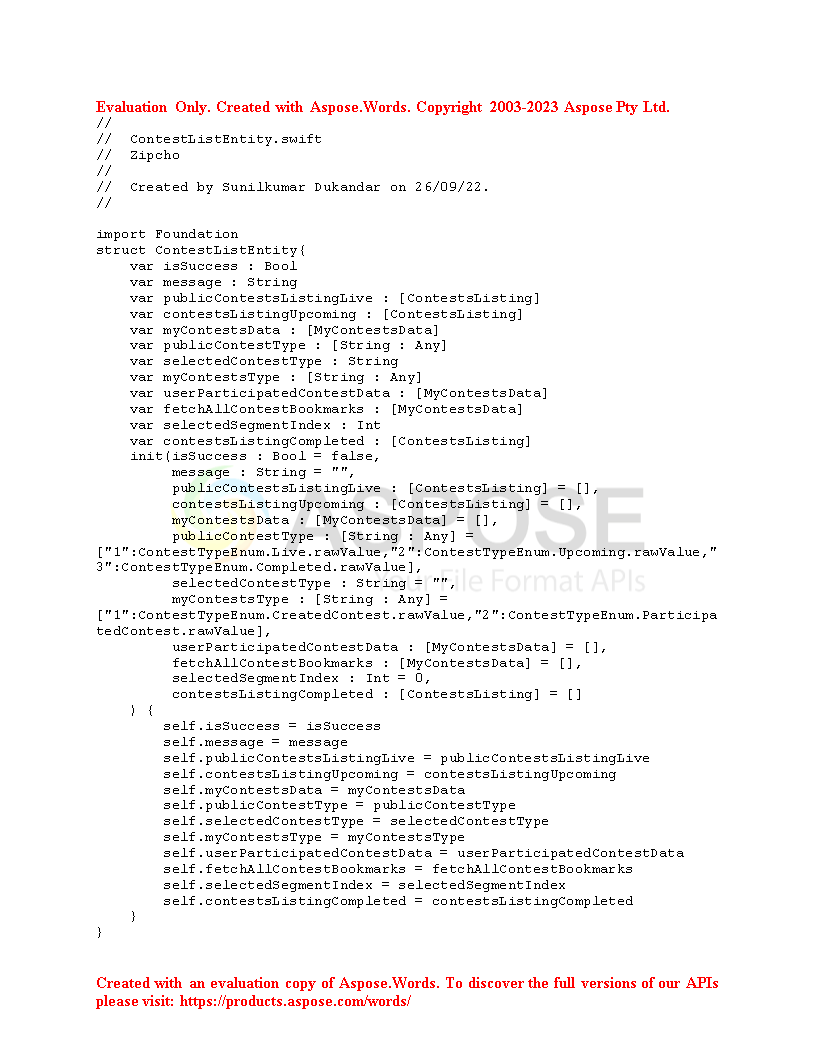 Evaluation Only. Created with Aspose.Words. Copyright 2003-2023 Aspose Pty Ltd.
//
//  ContestListEntity.swift
//  Zipcho
//
//  Created by Sunilkumar Dukandar on 26/09/22.
//

import Foundation
struct ContestListEntity{
    var isSuccess : Bool
    var message : String
    var publicContestsListingLive : [ContestsListing]
    var contestsListingUpcoming : [ContestsListing]
    var myContestsData : [MyContestsData]
    var publicContestType : [String : Any]
    var selectedContestType : String
    var myContestsType : [String : Any]
    var userParticipatedContestData : [MyContestsData]
    var fetchAllContestBookmarks : [MyContestsData]
    var selectedSegmentIndex : Int
    var contestsListingCompleted : [ContestsListing]
    init(isSuccess : Bool = false,
         message : String = "",
         publicContestsListingLive : [ContestsListing] = [],
         contestsListingUpcoming : [ContestsListing] = [],
         myContestsData : [MyContestsData] = [],
         publicContestType : [String : Any] =
["1":ContestTypeEnum.Live.rawValue,"2":ContestTypeEnum.Upcoming.rawValue,"
3":ContestTypeEnum.Completed.rawValue],
         selectedContestType : String = "",
         myContestsType : [String : Any] =
["1":ContestTypeEnum.CreatedContest.rawValue,"2":ContestTypeEnum.Participa
tedContest.rawValue],
         userParticipatedContestData : [MyContestsData] = [],
         fetchAllContestBookmarks : [MyContestsData] = [],
         selectedSegmentIndex : Int = 0,
         contestsListingCompleted : [ContestsListing] = []
    ) {
        self.isSuccess = isSuccess
        self.message = message
        self.publicContestsListingLive = publicContestsListingLive
        self.contestsListingUpcoming = contestsListingUpcoming
        self.myContestsData = myContestsData
        self.publicContestType = publicContestType
        self.selectedContestType = selectedContestType
        self.myContestsType = myContestsType
        self.userParticipatedContestData = userParticipatedContestData
        self.fetchAllContestBookmarks = fetchAllContestBookmarks
        self.selectedSegmentIndex = selectedSegmentIndex
        self.contestsListingCompleted = contestsListingCompleted
    }
}
ASPOSE
Your File Format APIs
Created with an evaluation copy of Aspose.Words. To discover the full versions of our APIs
please visit: https://products.aspose.com/words/